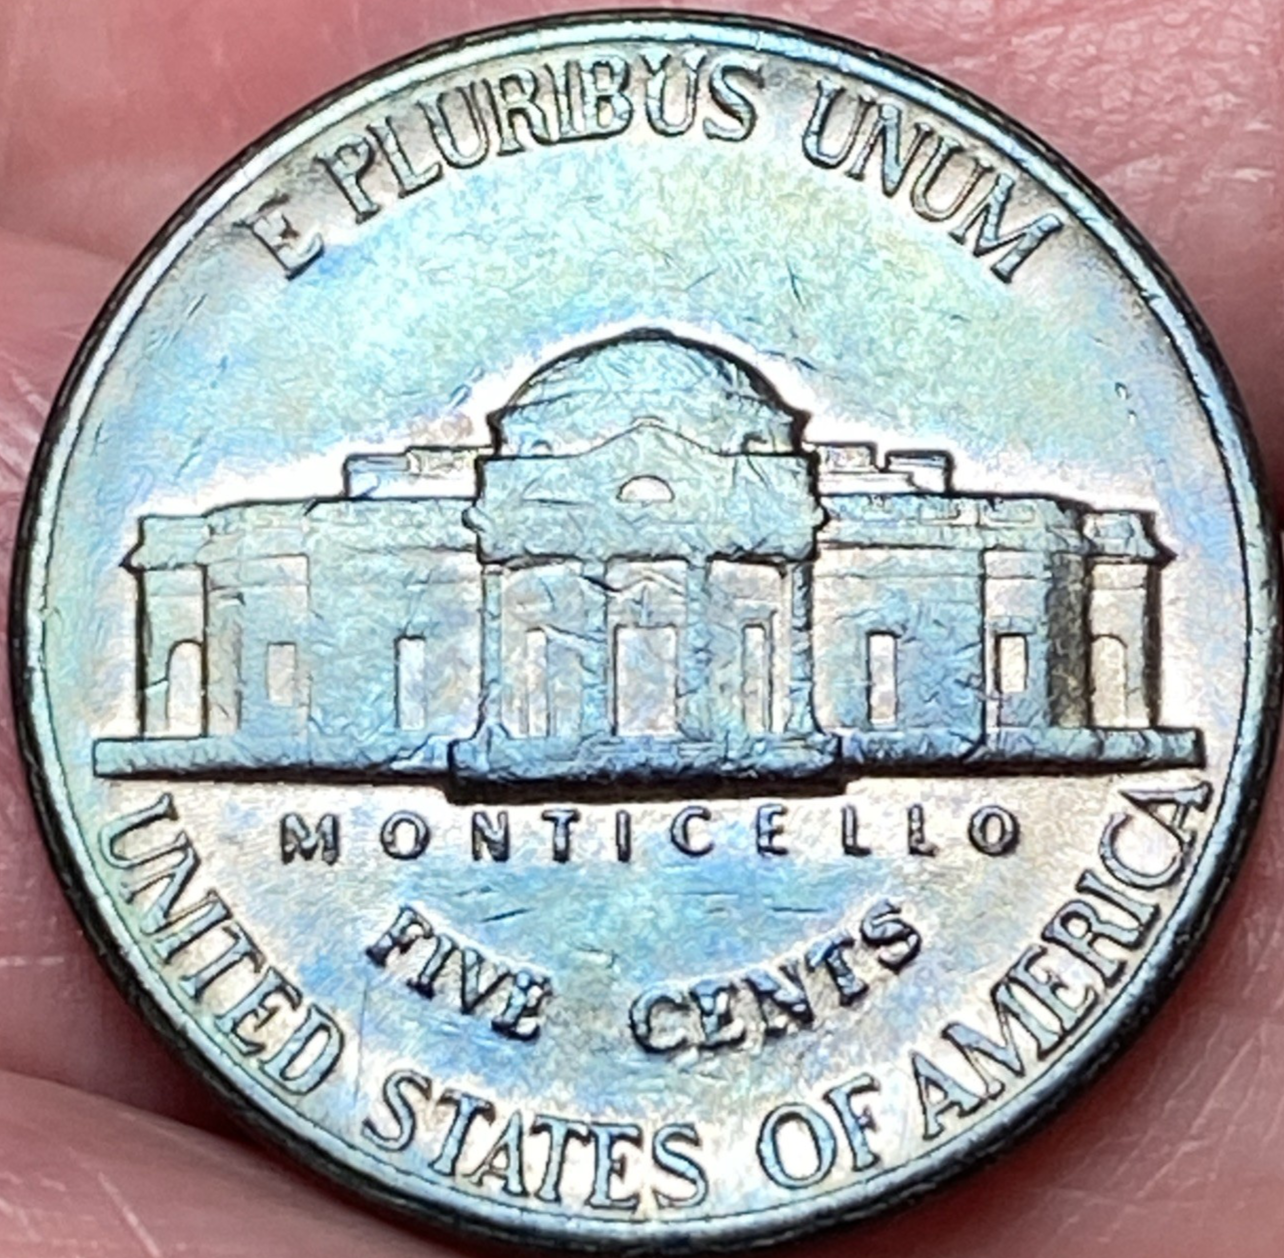 E PLURIBUS UNUM
MONTICELLO
FIVE CENTS
UNITED STATES OF AMERICA